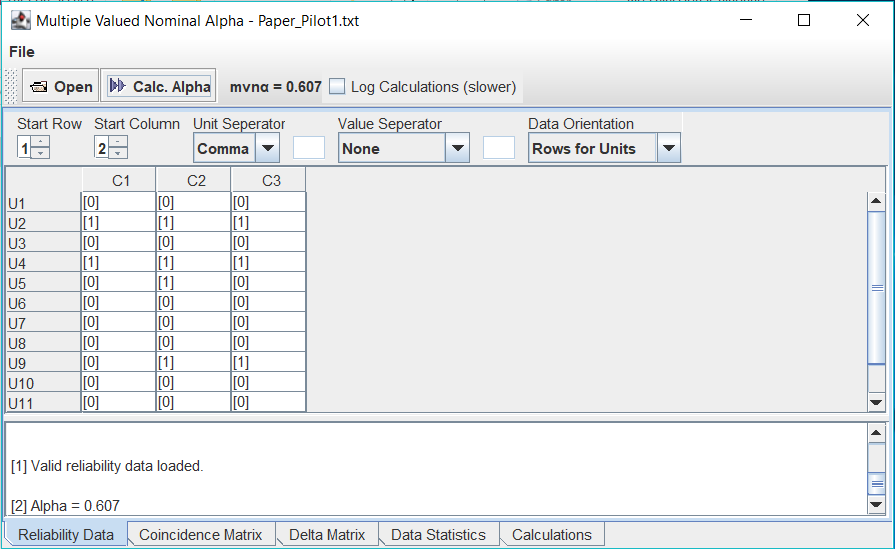 Multiple Valued Nominal Alpha - Paper_Pilot1.txt
File
Open Calc. Alpha mvnα = 0.607 Log Calculations (slower)
Start Row Start Column Unit Seperator Value Seperator Data Orientation
1 2 Comma None Rows for Units
C1 C2 C3
U1 [0] [0] [0]
U2 [1] [1] [1]
U3 [0] [0] [0]
U4 [1] [1] [1]
U5 [0] [1] [0]
U6 [0] [0] [0]
U7 [0] [0] [0]
U8 [0] [0] [0]
U9 [0] [1] [1]
U10 [0] [0] [0]
U11 [0] [0] [0]
[1] Valid reliability data loaded.
[2] Alpha = 0.607
Reliability Data Coincidence Matrix Delta Matrix Data Statistics Calculations